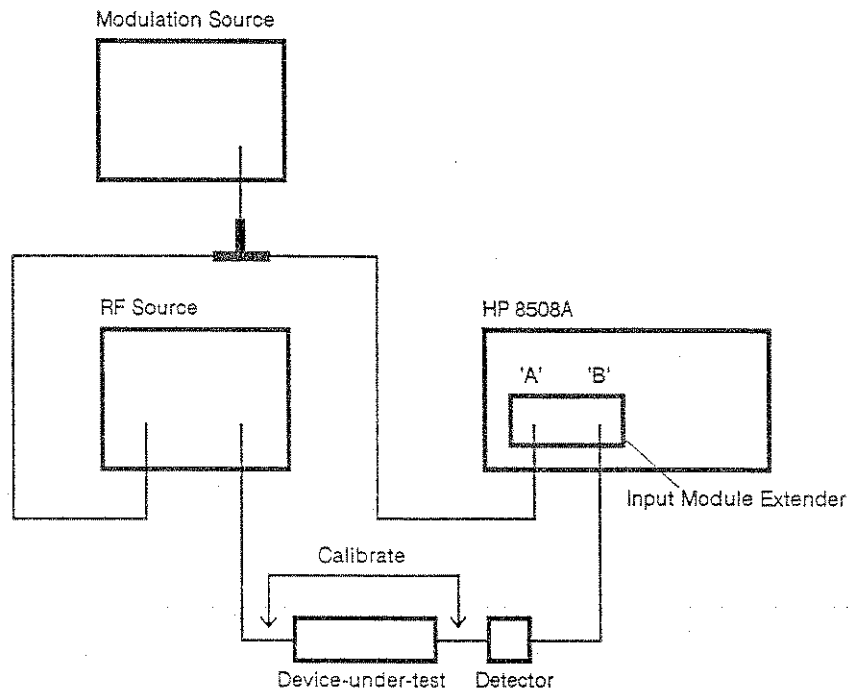 Modulation Source
RF Source
HP 8508A
'A' 'B'
Input Module Extender
Calibrate
Device-under-test
Detector